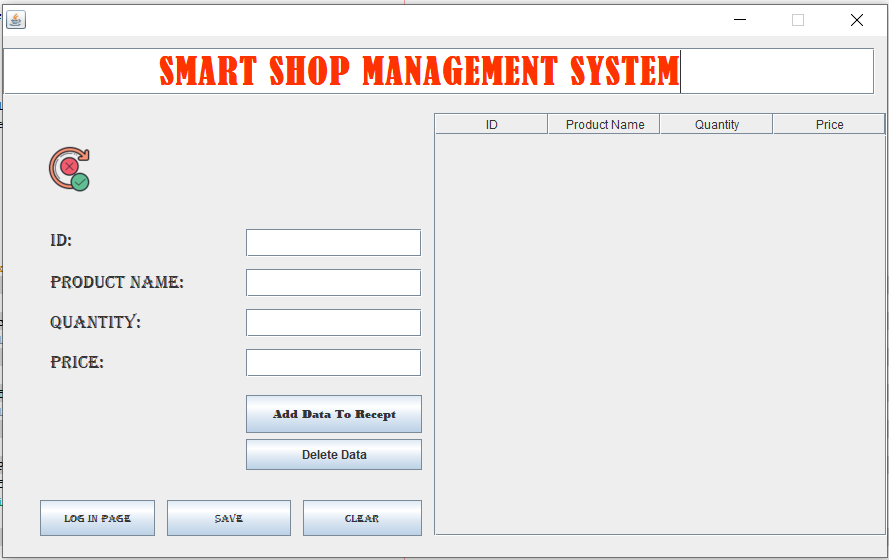 SMART SHOP MANAGEMENT SYSTEM
ID Product Name Quantity Price
ID:
PRODUCT NAME:
QUANTITY:
PRICE:
Add Data To Recept
Delete Data
LOG IN PAGE SAVE CLEAR